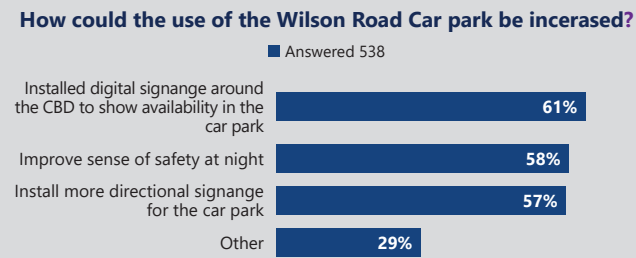 How could the use of the Wilson Road Car park be incerased?
Answered 538
Installed digital signange around
the CBD to show availability in the
car park
61%
Improve sense of safety at night
58%
Install more directional signange
for the car park
57%
Other
29%